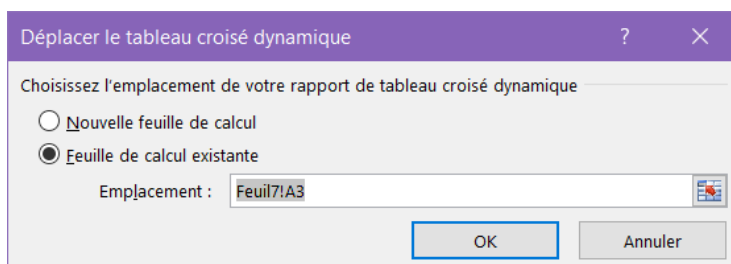 Déplacer le tableau croisé dynamique ?
Choisissez l'emplacement de votre rapport de tableau croisé dynamique
Nouvelle feuille de calcul
Feuille de calcul existante
Emplacement : Feuil7!A3
OK Annuler